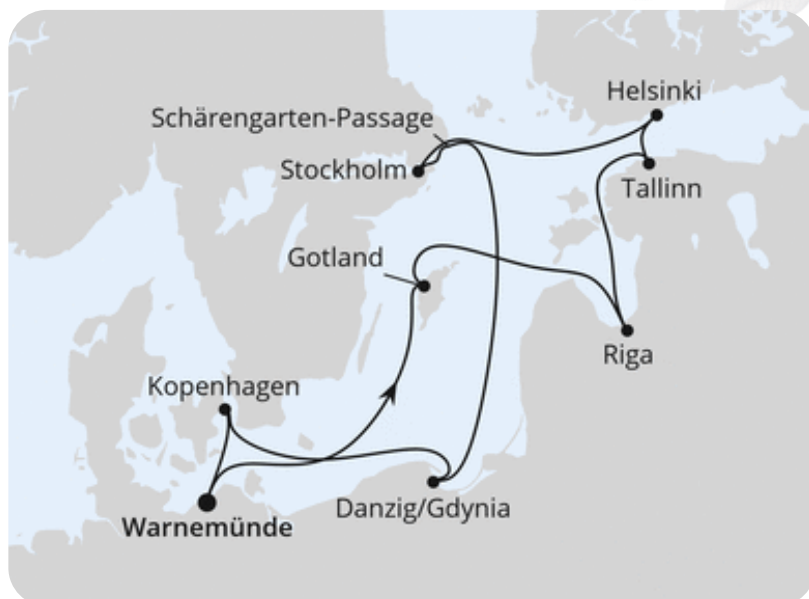 Helsinki
Schärengarten-Passage
Stockholm
Tallinn
Gotland
Riga
Kopenhagen
Danzig/Gdynia
Warnemünde